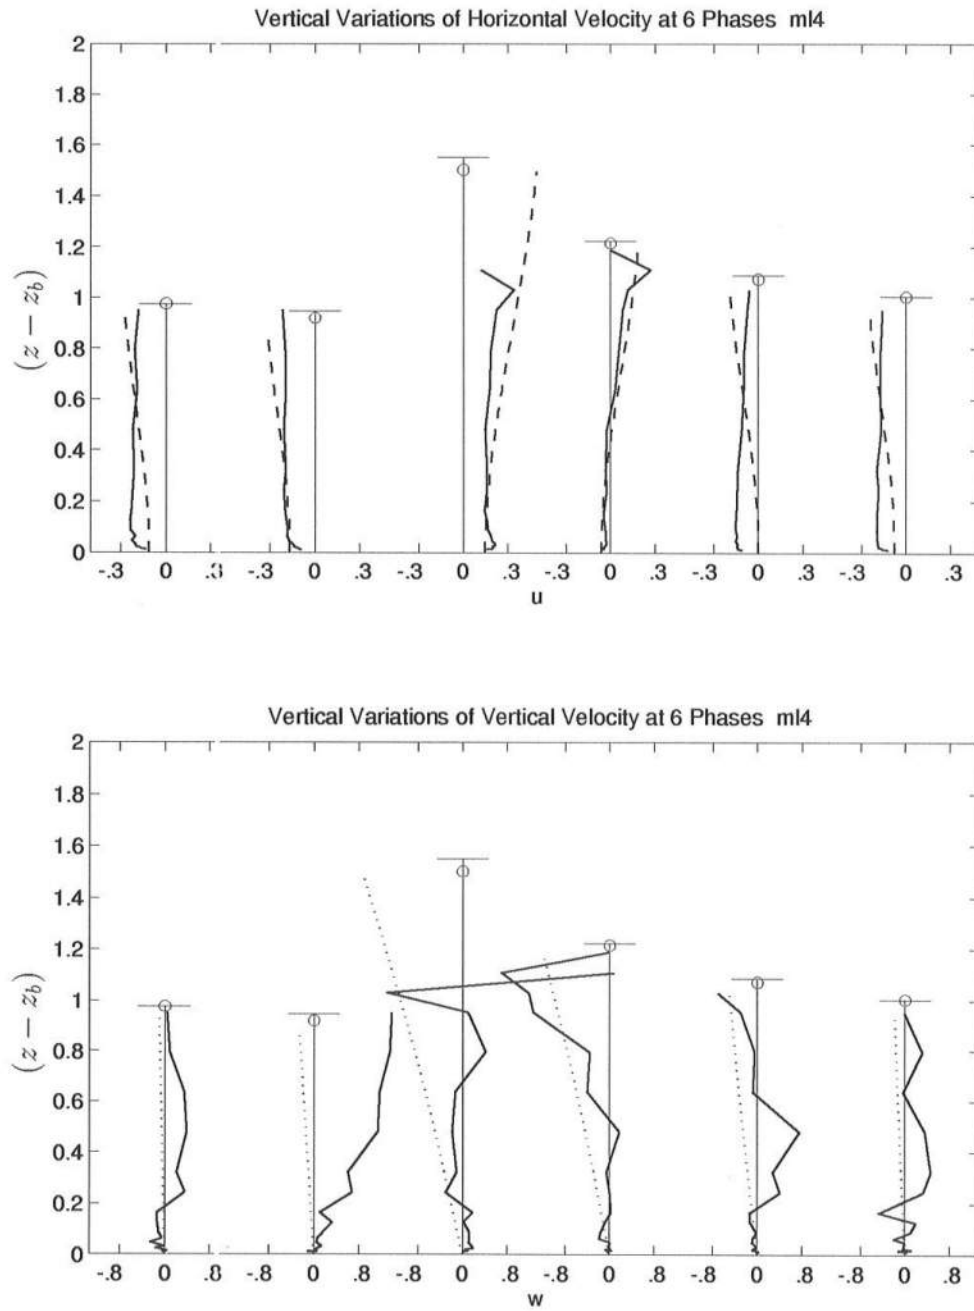 Vertical Variations of Horizontal Velocity at 6 Phases ml4
2
1.8
1.6
1.4
1.2
1
0.8
0.6
0.4
0.2
0
(z − z_b)
-.3 0 .3 -.3 0 .3 -.3 0 .3 -.3 0 .3 -.3 0 .3 -.3 0 .3
u
Vertical Variations of Vertical Velocity at 6 Phases ml4
2
1.8
1.6
1.4
1.2
1
0.8
0.6
0.4
0.2
0
(z − z_b)
-.8 0 .8 -.8 0 .8 -.8 0 .8 -.8 0 .8 -.8 0 .8 -.8 0 .8
w